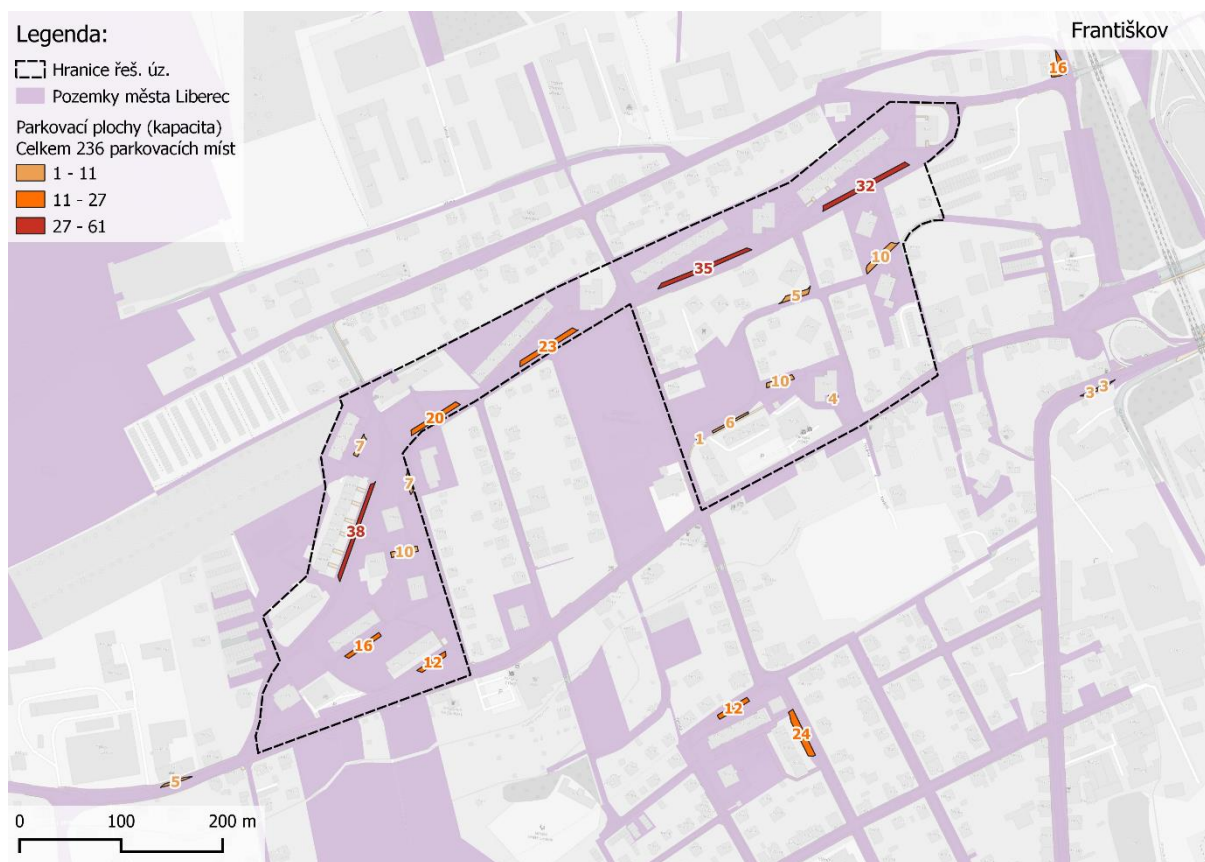 Legenda:
Hranice řeš. úz.
Pozemky města Liberec
Parkovací plochy (kapacita)
Celkem 236 parkovacích míst
1 - 11
11 - 27
27 - 61
Františkov
16
32
10
35
5
23
10
3 3
4
20
6
1
7
7
38
10
16
12
12
24
5
0 100 200 m